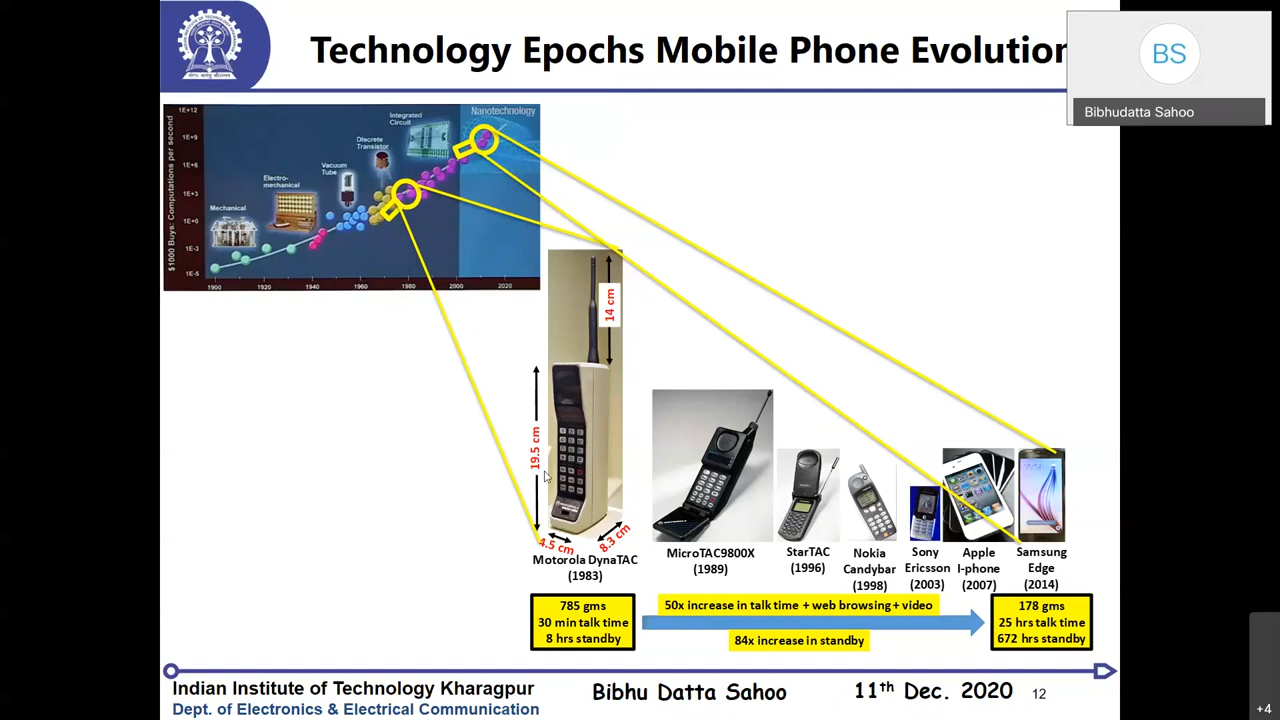 Technology Epochs Mobile Phone Evolution
BS
Bibhudatta Sahoo
$1000 Buys: Computations per second
1E+12
1E+9
1E+6
1E+3
1E+0
1E-3
1E-5
Nanotechnology
Integrated
Circuit
Discrete
Transistor
Vacuum
Tube
Electro-
mechanical
Mechanical
1900
1920
1940
1960
1980
2000
2020
14 cm
19.5 cm
4.5 cm
8.3 cm
Motorola DynaTAC
(1983)
MicroTAC9800X
(1989)
StarTAC
(1996)
Nokia
Candybar
(1998)
Sony
Ericsson
(2003)
Apple
I-phone
(2007)
Samsung
Edge
(2014)
785 gms
30 min talk time
8 hrs standby
50x increase in talk time + web browsing + video
84x increase in standby
178 gms
25 hrs talk time
672 hrs standby
Indian Institute of Technology Kharagpur
Dept. of Electronics & Electrical Communication
Bibhu Datta Sahoo
11th Dec. 2020
12
+4